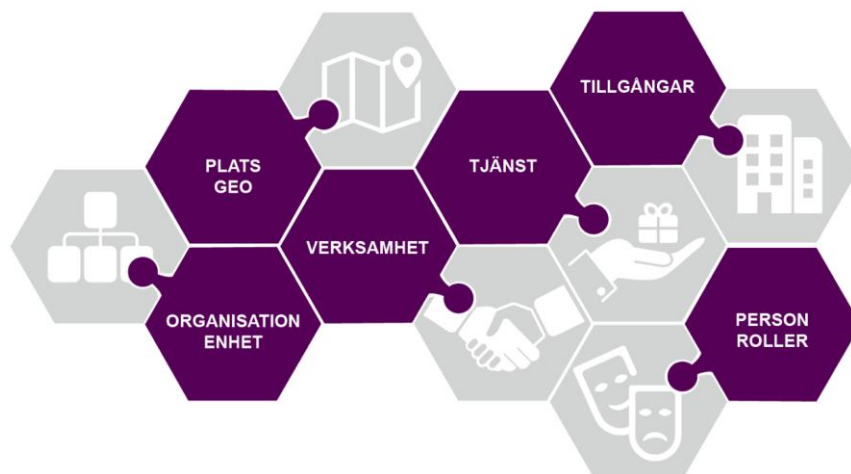 TILLGÅNGAR
PLATS
GEO
TJÄNST
VERKSAMHET
ORGANISATION
ENHET
PERSON
ROLLER